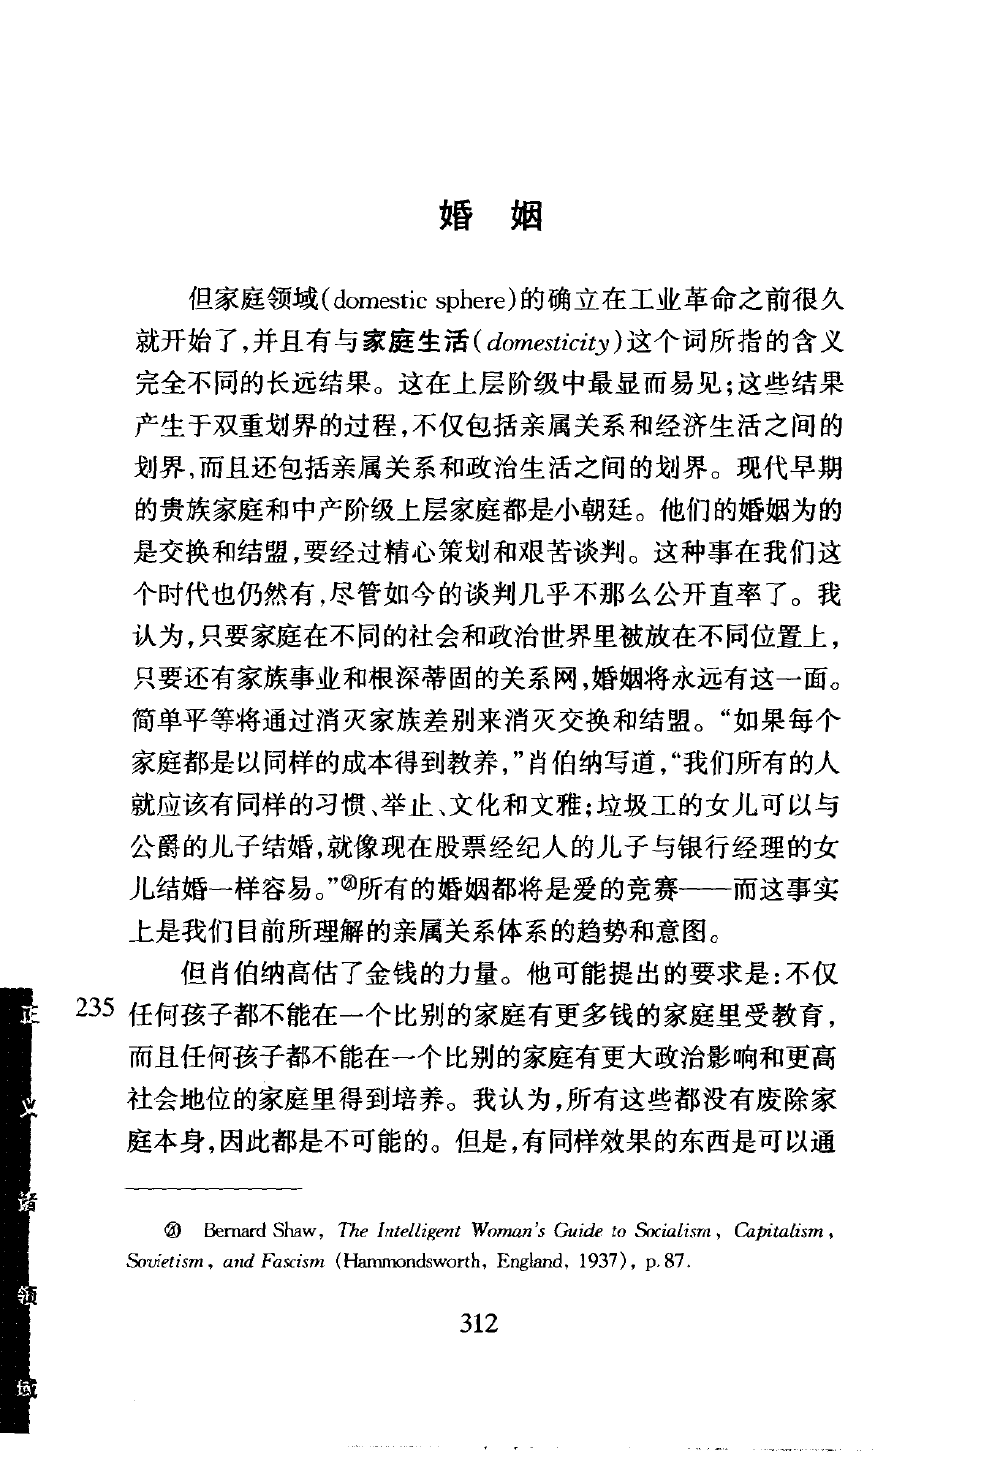 婚　姻
但家庭领域(domestic sphere)的确立在工业革命之前很久
就开始了,并且有与家庭生活(domesticity)这个词所指的含义
完全不同的长远结果。这在上层阶级中最显而易见;这些结果
产生于双重划界的过程,不仅包括亲属关系和经济生活之间的
划界,而且还包括亲属关系和政治生活之间的划界。现代早期
的贵族家庭和中产阶级上层家庭都是小朝廷。他们的婚姻为的
是交换和结盟,要经过精心策划和艰苦谈判。这种事在我们这
个时代也仍然有,尽管如今的谈判几乎不那么公开直率了。我
认为,只要家庭在不同的社会和政治世界里被放在不同位置上,
只要还有家族事业和根深蒂固的关系网,婚姻将永远有这一面。
简单平等将通过消灭家族差别来消灭交换和结盟。“如果每个
家庭都是以同样的成本得到教养,”肖伯纳写道,“我们所有的人
就应该有同样的习惯、举止、文化和文雅;垃圾工的女儿可以与
公爵的儿子结婚,就像现在股票经纪人的儿子与银行经理的女
儿结婚一样容易。”⑳所有的婚姻都将是爱的竞赛——而这事实
上是我们目前所理解的亲属关系体系的趋势和意图。
但肖伯纳高估了金钱的力量。他可能提出的要求是:不仅
235 任何孩子都不能在一个比别的家庭有更多钱的家庭里受教育,
而且任何孩子都不能在一个比别的家庭有更大政治影响和更高
社会地位的家庭里得到培养。我认为,所有这些都没有废除家
庭本身,因此都是不可能的。但是,有同样效果的东西是可以通
⑳ Bernard Shaw, The Intelligent Woman's Guide to Socialism, Capitalism,
Sovietism, and Fascism (Hammondsworth, England, 1937), p.87.
312
正
义
诸
领
域